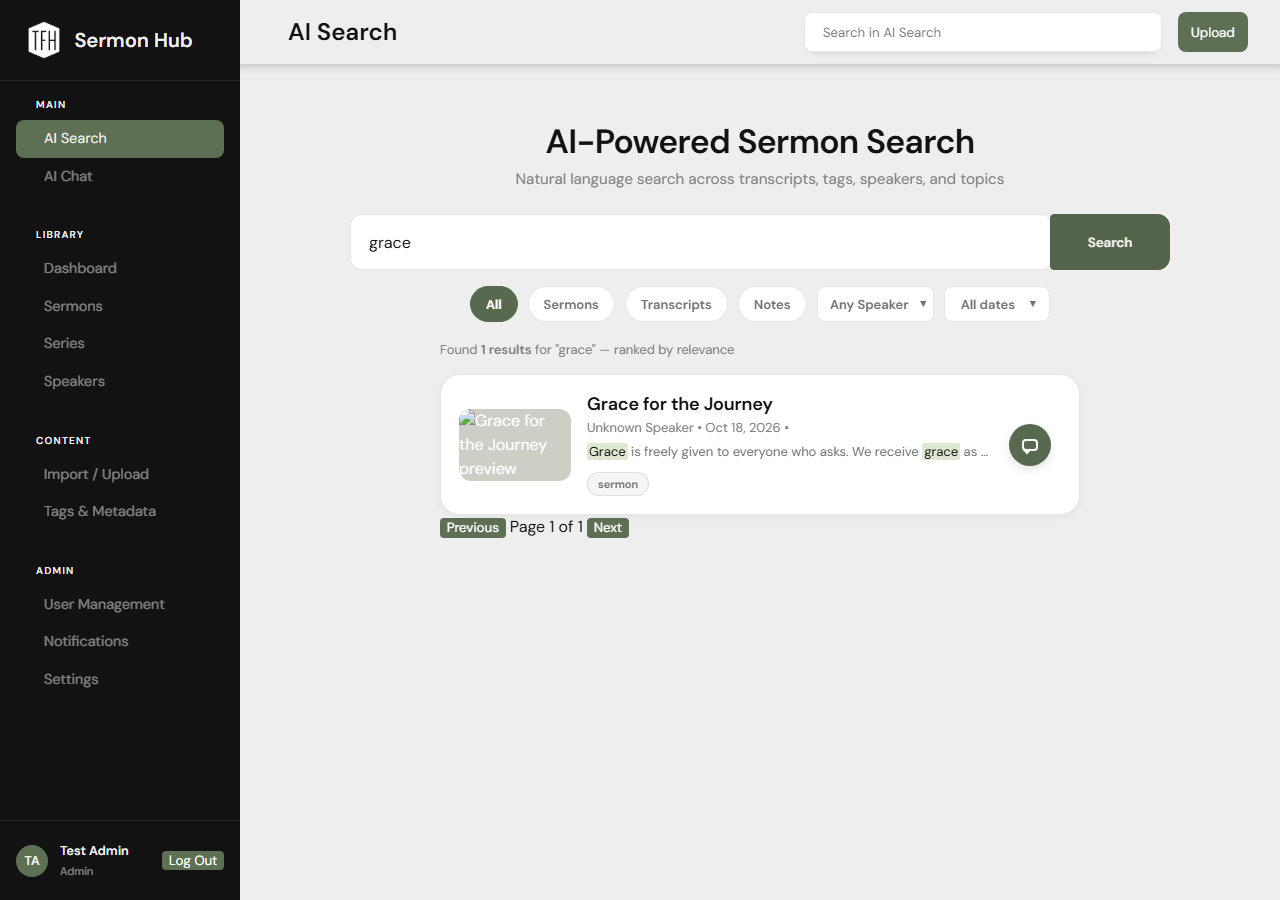 TFH Sermon Hub
MAIN
AI Search
AI Chat
LIBRARY
Dashboard
Sermons
Series
Speakers
CONTENT
Import / Upload
Tags & Metadata
ADMIN
User Management
Notifications
Settings
TA
Test Admin
Admin
Log Out
AI Search
Search in AI Search
Upload
AI-Powered Sermon Search
Natural language search across transcripts, tags, speakers, and topics
grace
Search
All
Sermons
Transcripts
Notes
Any Speaker
All dates
Found 1 results for "grace" — ranked by relevance
Grace for
the Journey
preview
Grace for the Journey
Unknown Speaker • Oct 18, 2026 •
Grace is freely given to everyone who asks. We receive grace as ...
sermon
Previous Page 1 of 1 Next